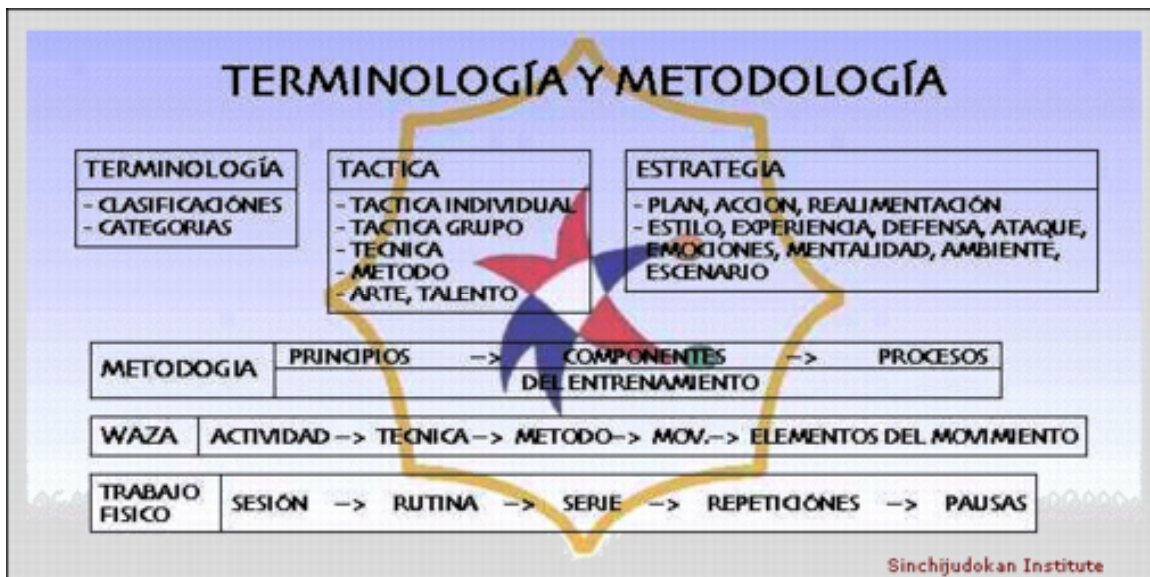 TERMINOLOGÍA Y METODOLOGÍA
TERMINOLOGÍA
- CLASIFICACIÓNES
- CATEGORIAS
TACTICA
- TACTICA INDIVIDUAL
- TACTICA GRUPO
- TECNICA
- METODO
- ARTE, TALENTO
ESTRATEGIA
- PLAN, ACCION, REALIMENTACIÓN
- ESTILO, EXPERIENCIA, DEFENSA, ATAQUE,
EMOCIONES, MENTALIDAD, AMBIENTE,
ESCENARIO
METODOGIA
PRINCIPIOS –> COMPONENTES –> PROCESOS
DEL ENTRENAMIENTO
WAZA ACTIVIDAD –> TECNICA –> METODO–> MOV.–> ELEMENTOS DEL MOVIMIENTO
TRABAJO
FISICO
SESIÓN –> RUTINA –> SERIE –> REPETICIÓNES –> PAUSAS
Sinchijudokan Institute